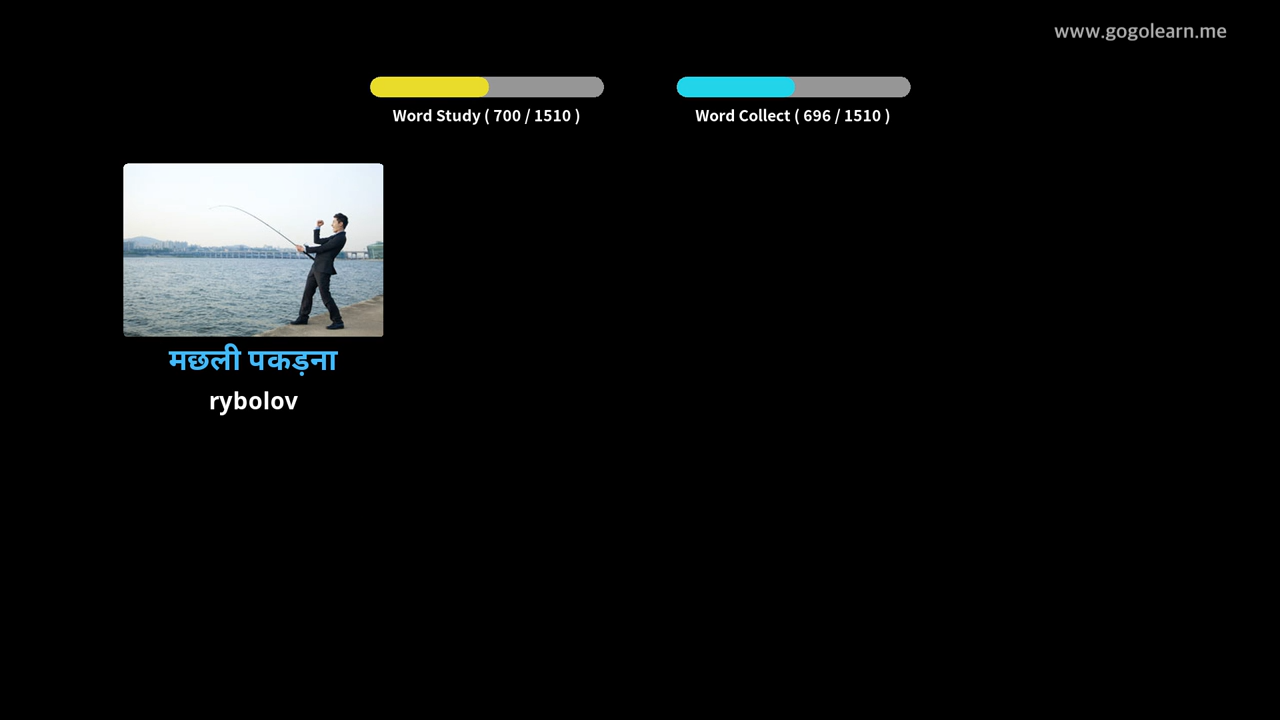 www.gogolearn.me
Word Study ( 700 / 1510 )
Word Collect ( 696 / 1510 )
मछली पकड़ना
rybolov